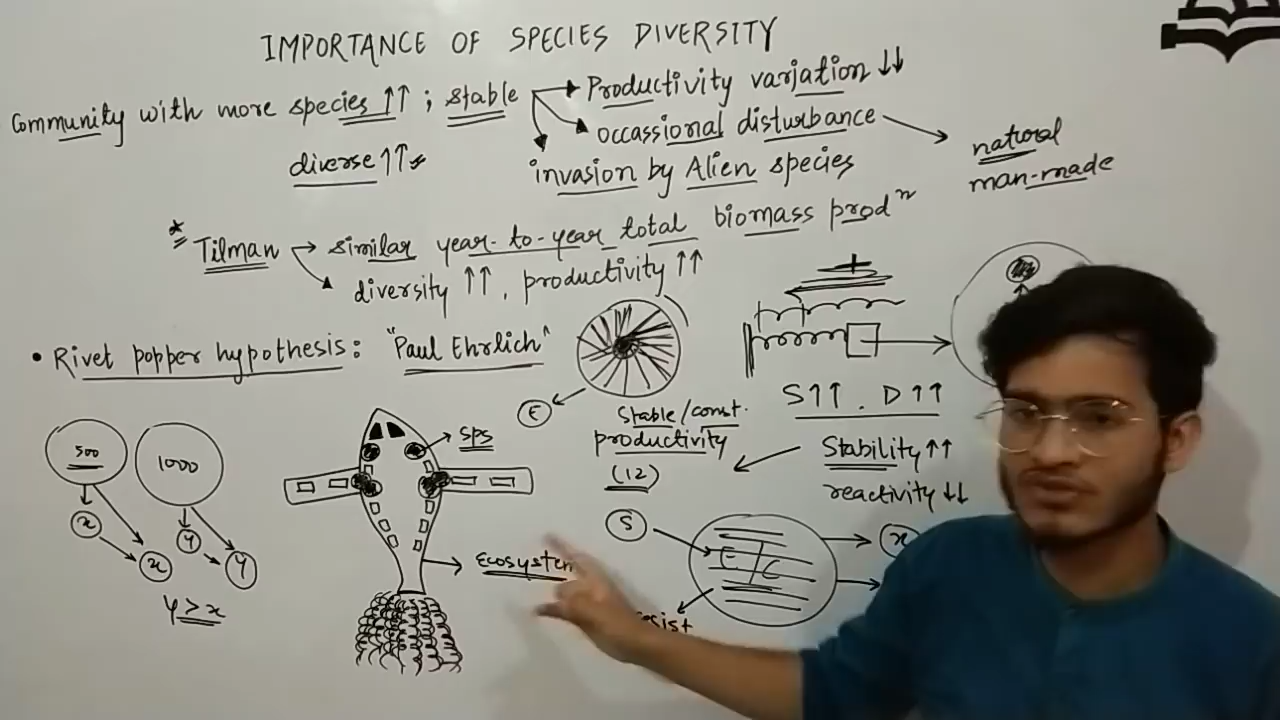 IMPORTANCE OF SPECIES DIVERSITY
Community with more species ↑↑ ; stable → Productivity variation ↓↓
diverse ↑↑
occassional disturbance → natural
man-made
invasion by Alien species
* Tilman → similar year-to-year total biomass prodⁿ
diversity ↑↑, productivity ↑↑
• Rivet popper hypothesis: "Paul Ehrlich"
E
Stable/const.
productivity
(12)
S↑↑ . D↑↑
Stability ↑↑
reactivity ↓↓
500
1000
x
x
y
y
y > x
sps
Ecosystem
S
E/C
x